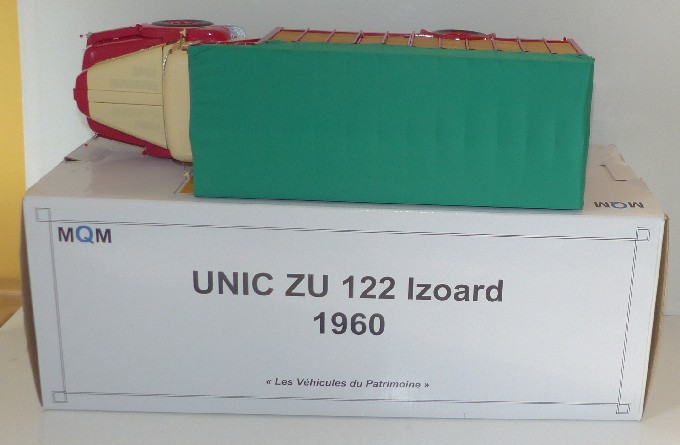 MQM
MQM
UNIC ZU 122 Izoard
1960
« Les Véhicules du Patrimoine »